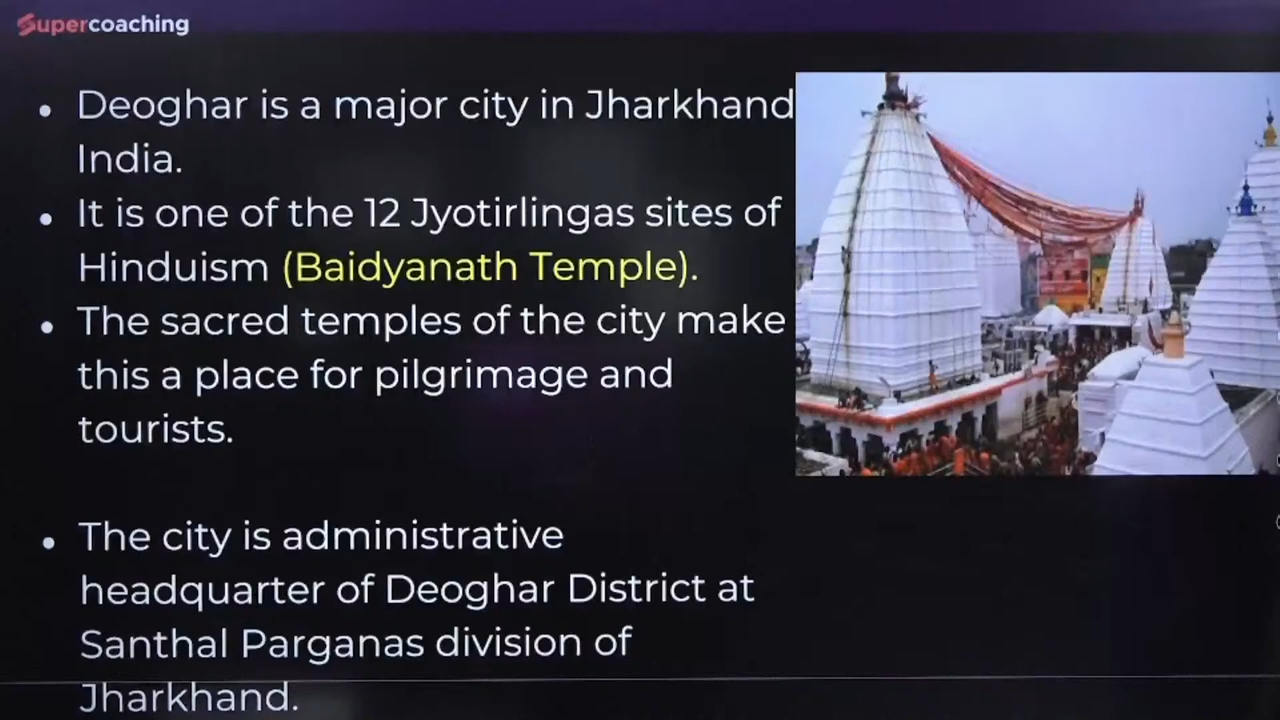 Supercoaching
• Deoghar is a major city in Jharkhand
India.
• It is one of the 12 Jyotirlingas sites of
Hinduism (Baidyanath Temple).
• The sacred temples of the city make
this a place for pilgrimage and
tourists.
• The city is administrative
headquarter of Deoghar District at
Santhal Parganas division of
Jharkhand.